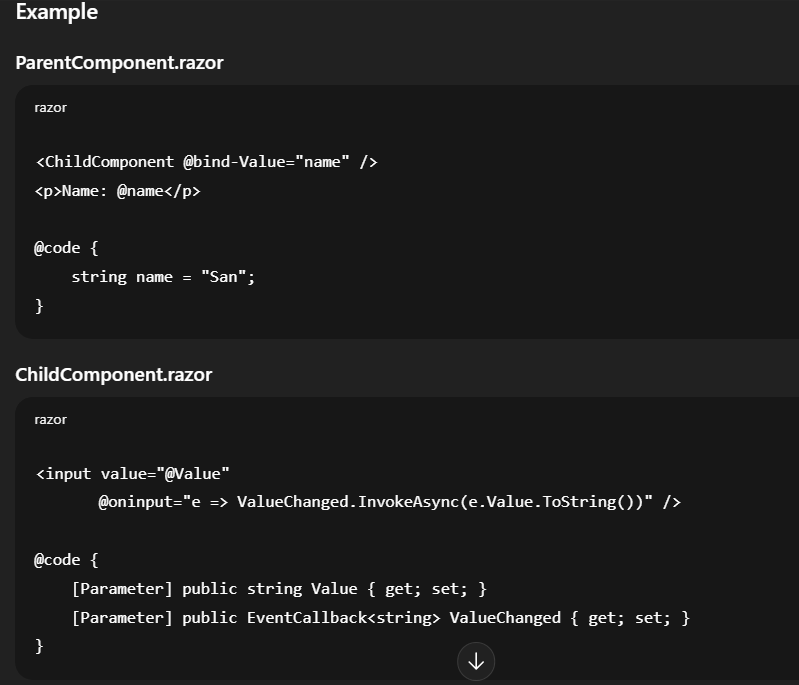 Example
ParentComponent.razor
razor
<ChildComponent @bind-Value="name" />
<p>Name: @name</p>
@code {
    string name = "San";
}
ChildComponent.razor
razor
<input value="@Value"
       @oninput="e => ValueChanged.InvokeAsync(e.Value.ToString())" />
@code {
    [Parameter] public string Value { get; set; }
    [Parameter] public EventCallback<string> ValueChanged { get; set; }
}